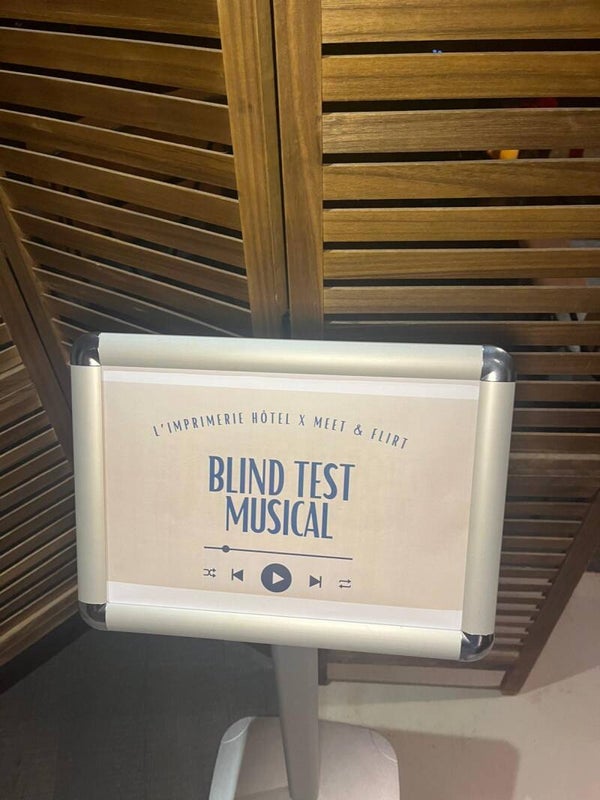 L'IMPRIMERIE HÔTEL X MEET & FLIRT
BLIND TEST
MUSICAL